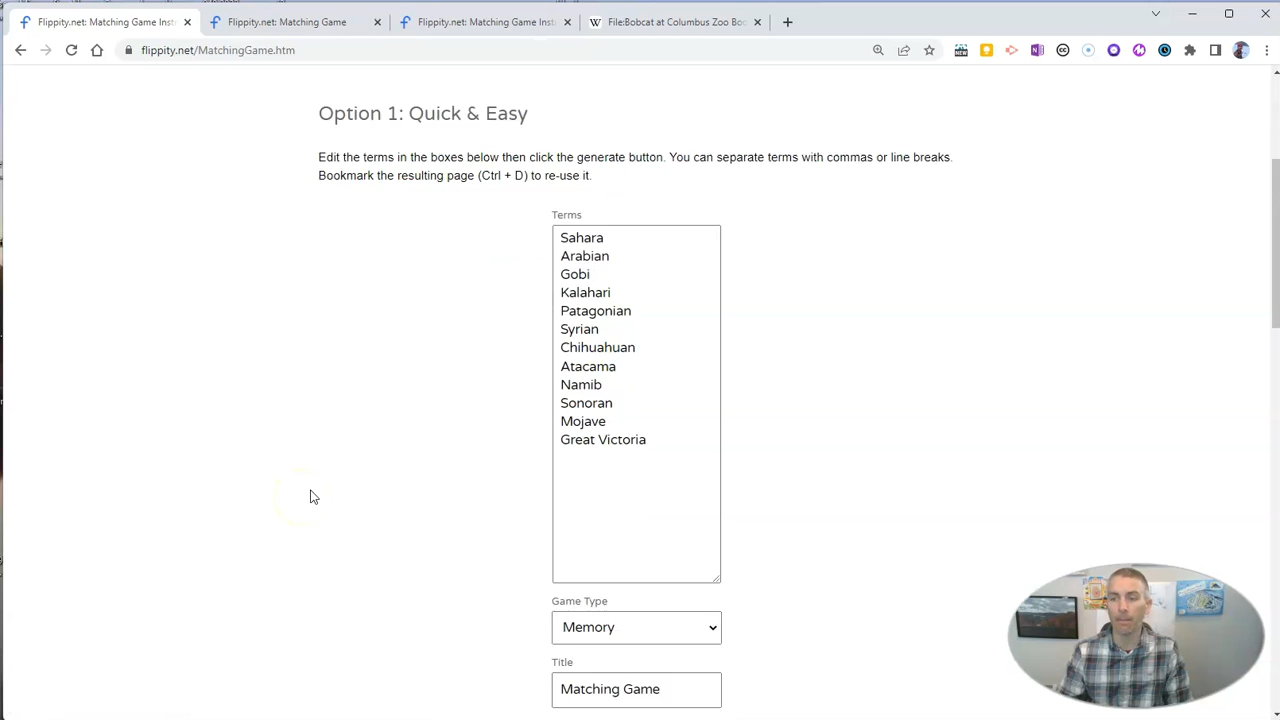 Flippity.net: Matching Game Inst
Flippity.net: Matching Game
Flippity.net: Matching Game Inst
File:Bobcat at Columbus Zoo Boo
flippity.net/MatchingGame.htm
Option 1: Quick & Easy
Edit the terms in the boxes below then click the generate button. You can separate terms with commas or line breaks.
Bookmark the resulting page (Ctrl + D) to re-use it.
Terms
Sahara
Arabian
Gobi
Kalahari
Patagonian
Syrian
Chihuahuan
Atacama
Namib
Sonoran
Mojave
Great Victoria
Game Type
Memory
Title
Matching Game